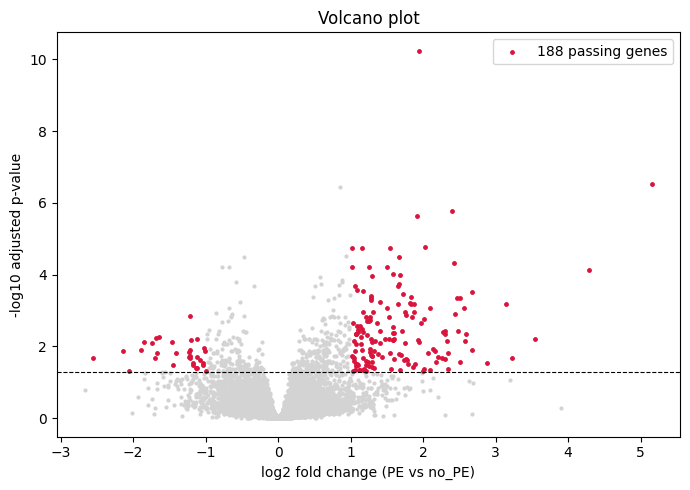 Volcano plot
188 passing genes
-log10 adjusted p-value
10
8
6
4
2
0
−3 −2 −1 0 1 2 3 4 5
log2 fold change (PE vs no_PE)